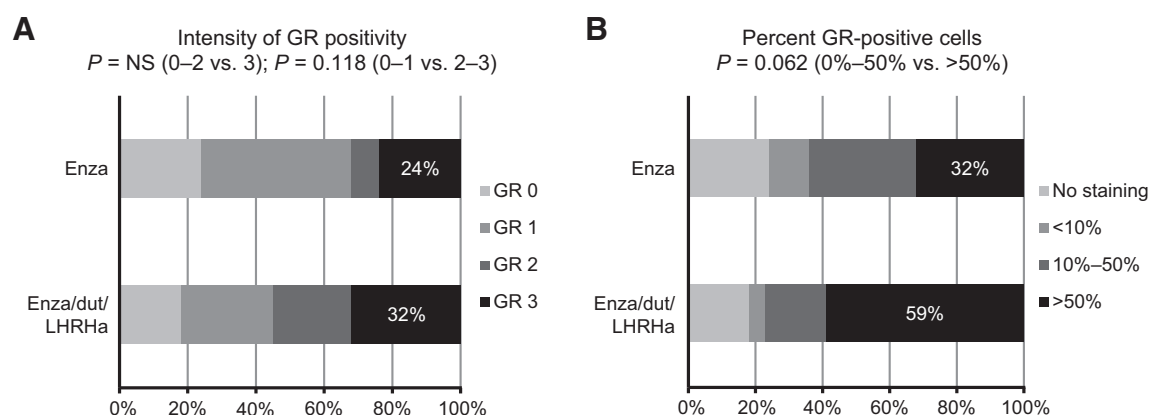 A
Intensity of GR positivity
P = NS (0–2 vs. 3); P = 0.118 (0–1 vs. 2–3)
Enza
24%
Enza/dut/
LHRHa
32%
GR 0
GR 1
GR 2
GR 3
0% 20% 40% 60% 80% 100%
B
Percent GR-positive cells
P = 0.062 (0%–50% vs. >50%)
Enza
32%
Enza/dut/
LHRHa
59%
No staining
<10%
10%–50%
>50%
0% 20% 40% 60% 80% 100%